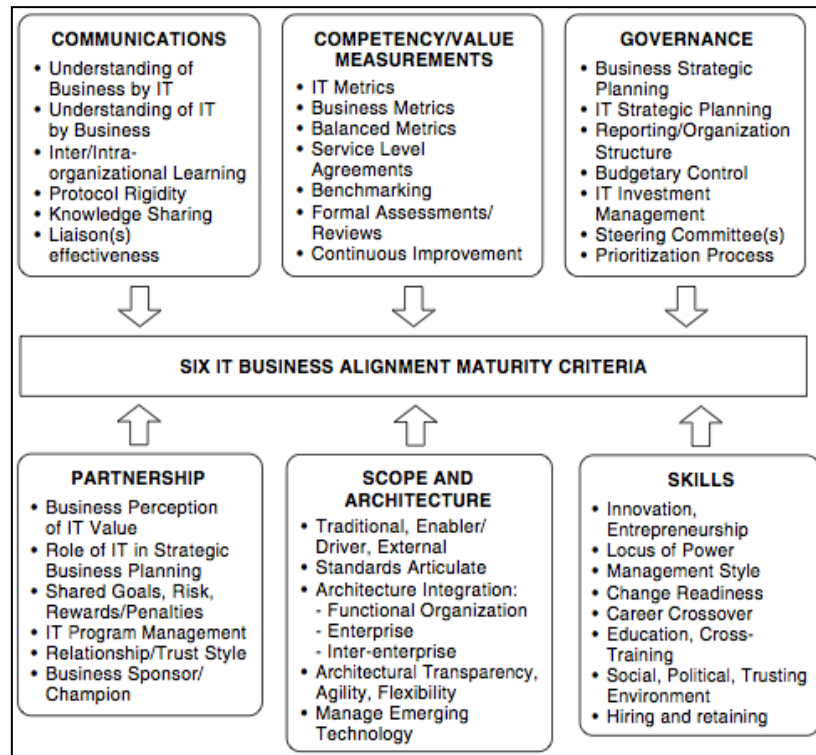 COMMUNICATIONS
• Understanding of
Business by IT
• Understanding of IT
by Business
• Inter/Intra-
organizational Learning
• Protocol Rigidity
• Knowledge Sharing
• Liaison(s)
effectiveness
COMPETENCY/VALUE
MEASUREMENTS
• IT Metrics
• Business Metrics
• Balanced Metrics
• Service Level
Agreements
• Benchmarking
• Formal Assessments/
Reviews
• Continuous Improvement
GOVERNANCE
• Business Strategic
Planning
• IT Strategic Planning
• Reporting/Organization
Structure
• Budgetary Control
• IT Investment
Management
• Steering Committee(s)
• Prioritization Process
SIX IT BUSINESS ALIGNMENT MATURITY CRITERIA
PARTNERSHIP
• Business Perception
of IT Value
• Role of IT in Strategic
Business Planning
• Shared Goals, Risk,
Rewards/Penalties
• IT Program Management
• Relationship/Trust Style
• Business Sponsor/
Champion
SCOPE AND
ARCHITECTURE
• Traditional, Enabler/
Driver, External
• Standards Articulate
• Architecture Integration:
- Functional Organization
- Enterprise
- Inter-enterprise
• Architectural Transparency,
Agility, Flexibility
• Manage Emerging
Technology
SKILLS
• Innovation,
Entrepreneurship
• Locus of Power
• Management Style
• Change Readiness
• Career Crossover
• Education, Cross-
Training
• Social, Political, Trusting
Environment
• Hiring and retaining